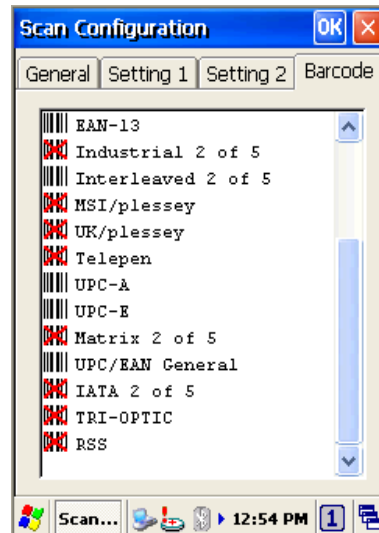 Scan Configuration OK
General Setting 1 Setting 2 Barcode
EAN-13
Industrial 2 of 5
Interleaved 2 of 5
MSI/plessey
UK/plessey
Telepen
UPC-A
UPC-E
Matrix 2 of 5
UPC/EAN General
IATA 2 of 5
TRI-OPTIC
RSS
Scan... 12:54 PM 1